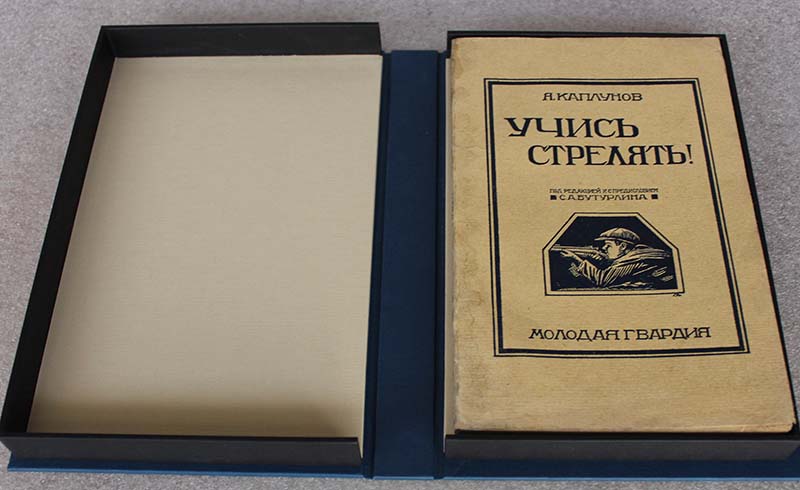 Я. КАПЛУНОВ
УЧИСЬ
СТРЕЛЯТЬ!
ПОД РЕДАКЦИЕЙ И С ПРЕДИСЛОВИЕМ
С. А. БУТУРЛИНА
МОЛОДАЯ ГВАРДИЯ